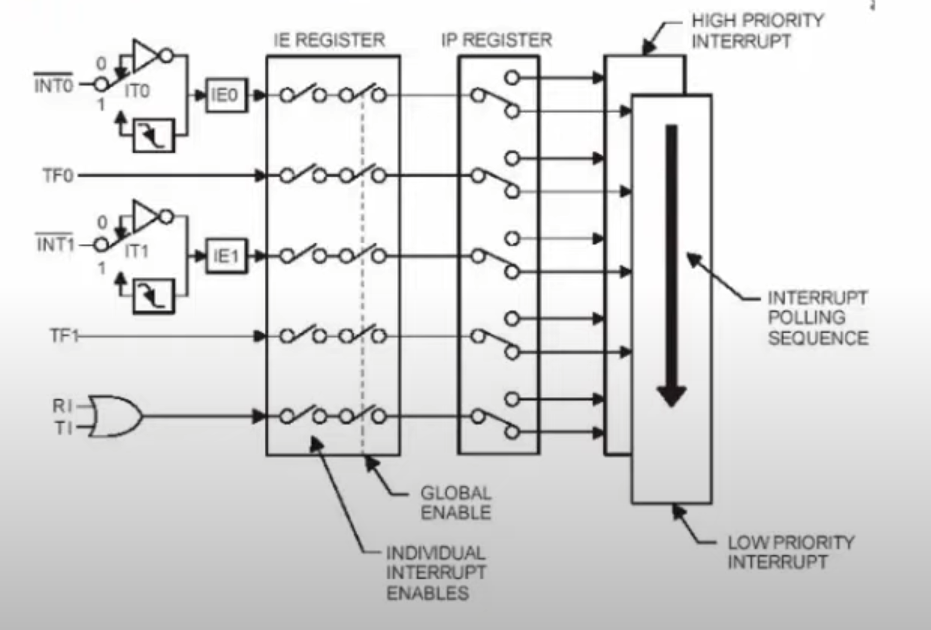 HIGH PRIORITY
INTERRUPT
IE REGISTER
IP REGISTER
INT0
0
1
IT0
IE0
TF0
INT1
0
1
IT1
IE1
TF1
RI
TI
INTERRUPT
POLLING
SEQUENCE
GLOBAL
ENABLE
INDIVIDUAL
INTERRUPT
ENABLES
LOW PRIORITY
INTERRUPT